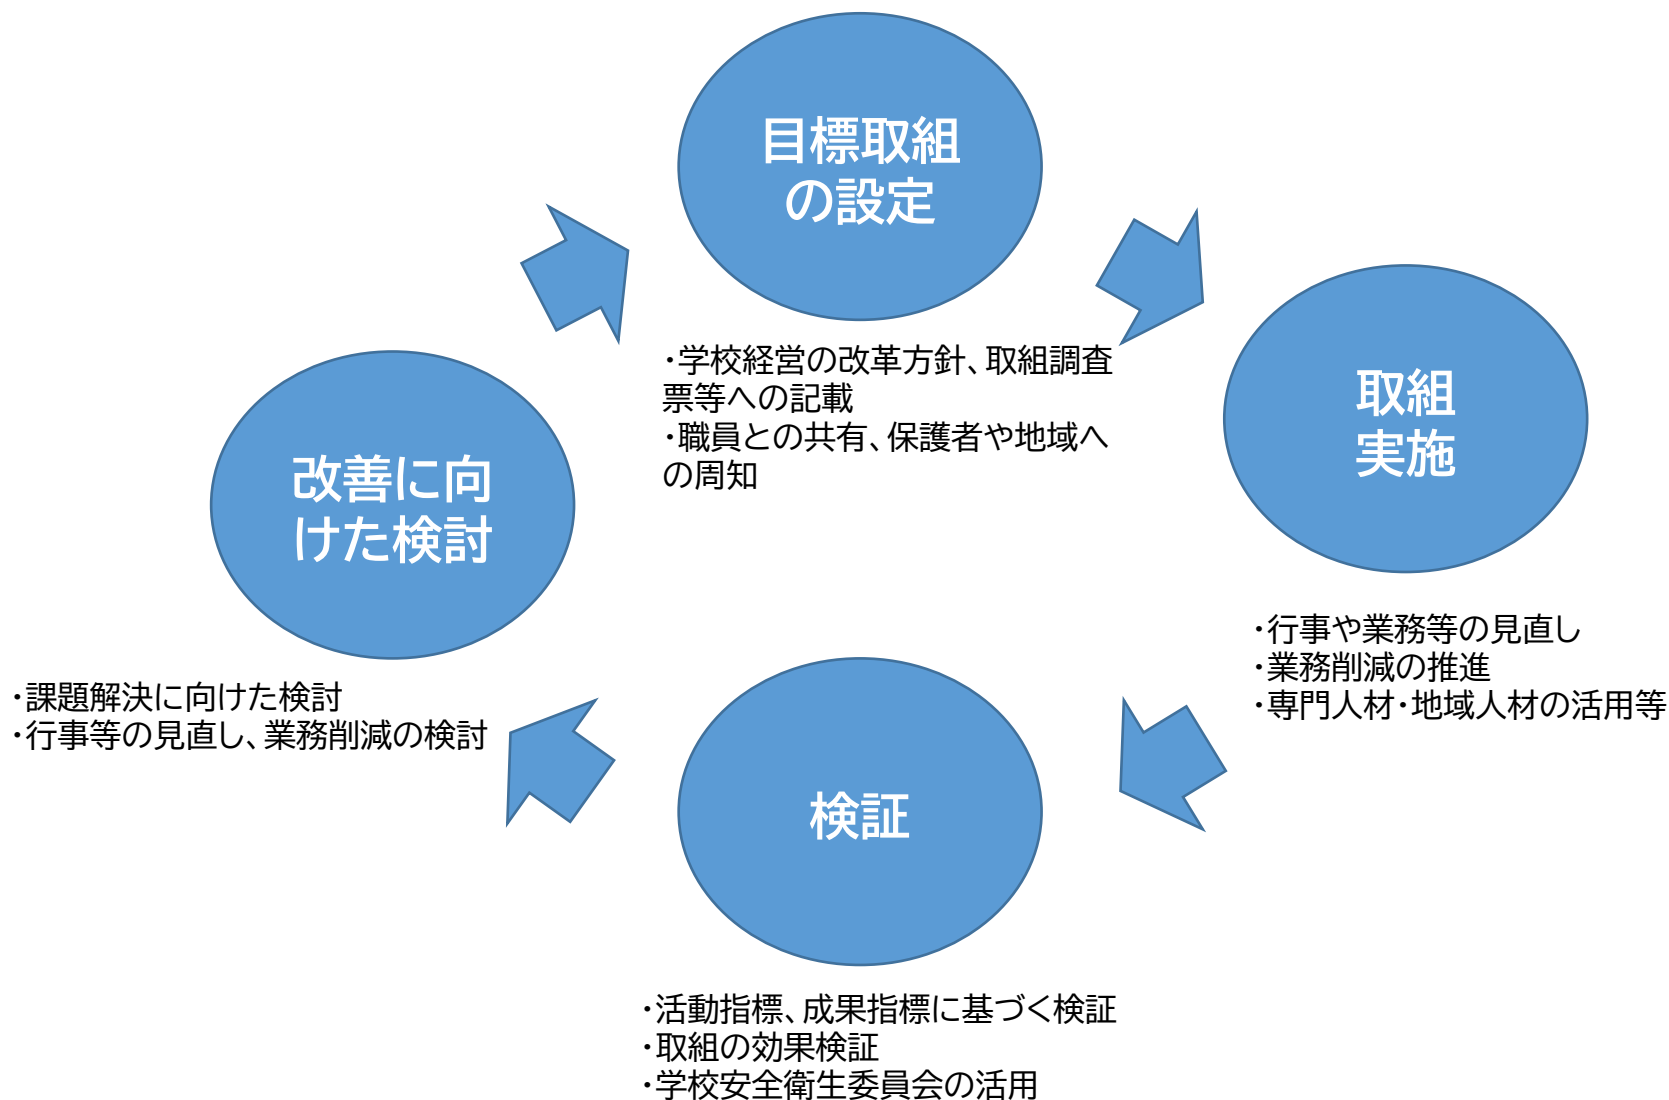 目標取組
の設定
・学校経営の改革方針、取組調査
票等への記載
・職員との共有、保護者や地域へ
の周知
取組
実施
・行事や業務等の見直し
・業務削減の推進
・専門人材・地域人材の活用等
検証
・活動指標、成果指標に基づく検証
・取組の効果検証
・学校安全衛生委員会の活用
改善に向
けた検討
・課題解決に向けた検討
・行事等の見直し、業務削減の検討